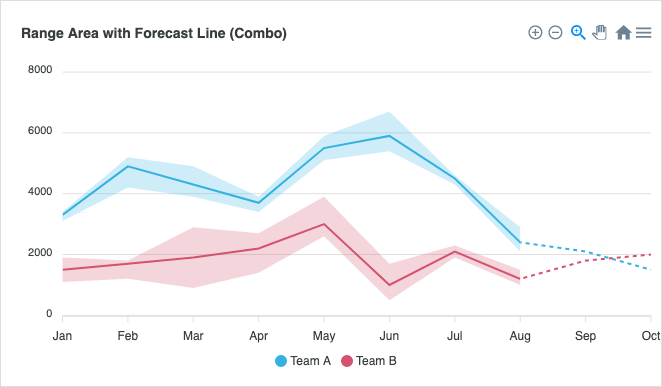 Range Area with Forecast Line (Combo)
8000
6000
4000
2000
0
Jan Feb Mar Apr May Jun Jul Aug Sep Oct
Team A Team B